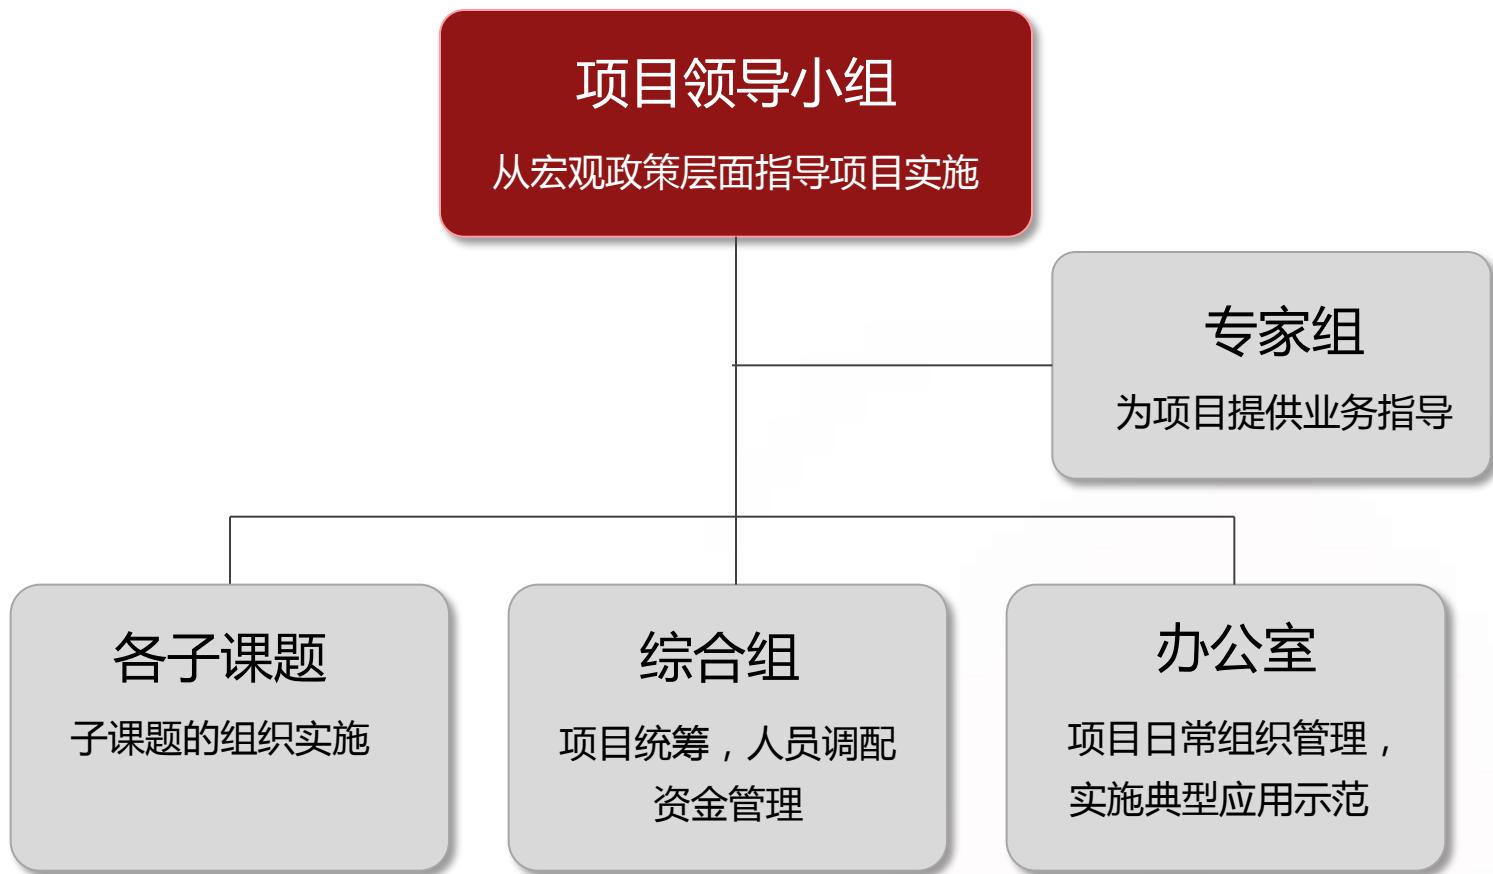 项目领导小组
从宏观政策层面指导项目实施
专家组
为项目提供业务指导
各子课题
子课题的组织实施
综合组
项目统筹，人员调配
资金管理
办公室
项目日常组织管理，
实施典型应用示范